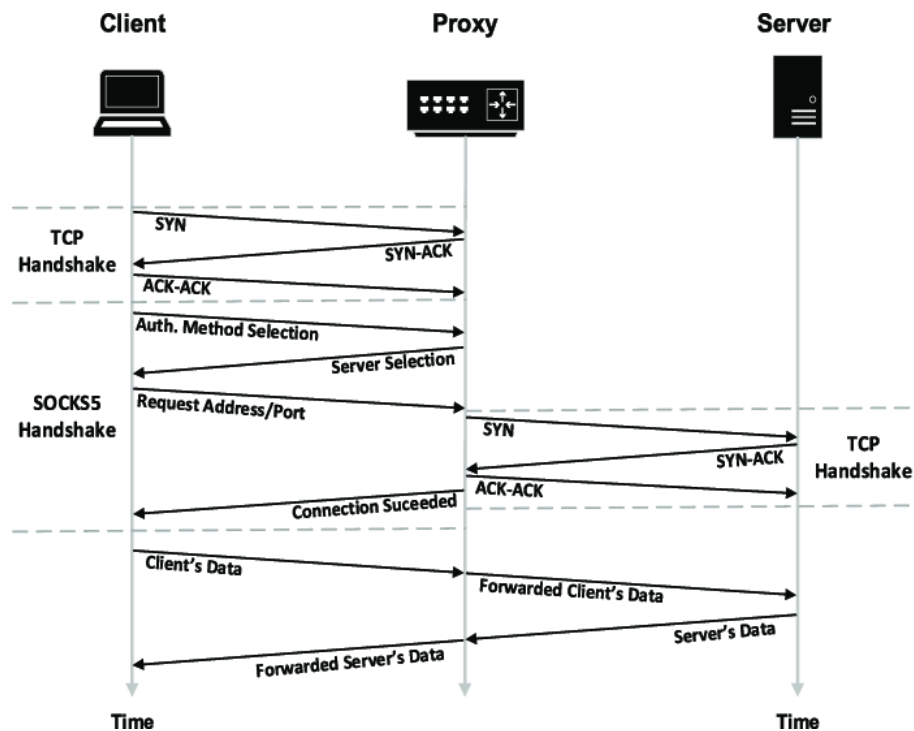 Client
Proxy
Server
SYN
TCP
Handshake
SYN-ACK
ACK-ACK
Auth. Method Selection
Server Selection
SOCKS5
Handshake
Request Address/Port
SYN
SYN-ACK
TCP
Handshake
ACK-ACK
Connection Suceeded
Client's Data
Forwarded Client's Data
Server's Data
Forwarded Server's Data
Time
Time